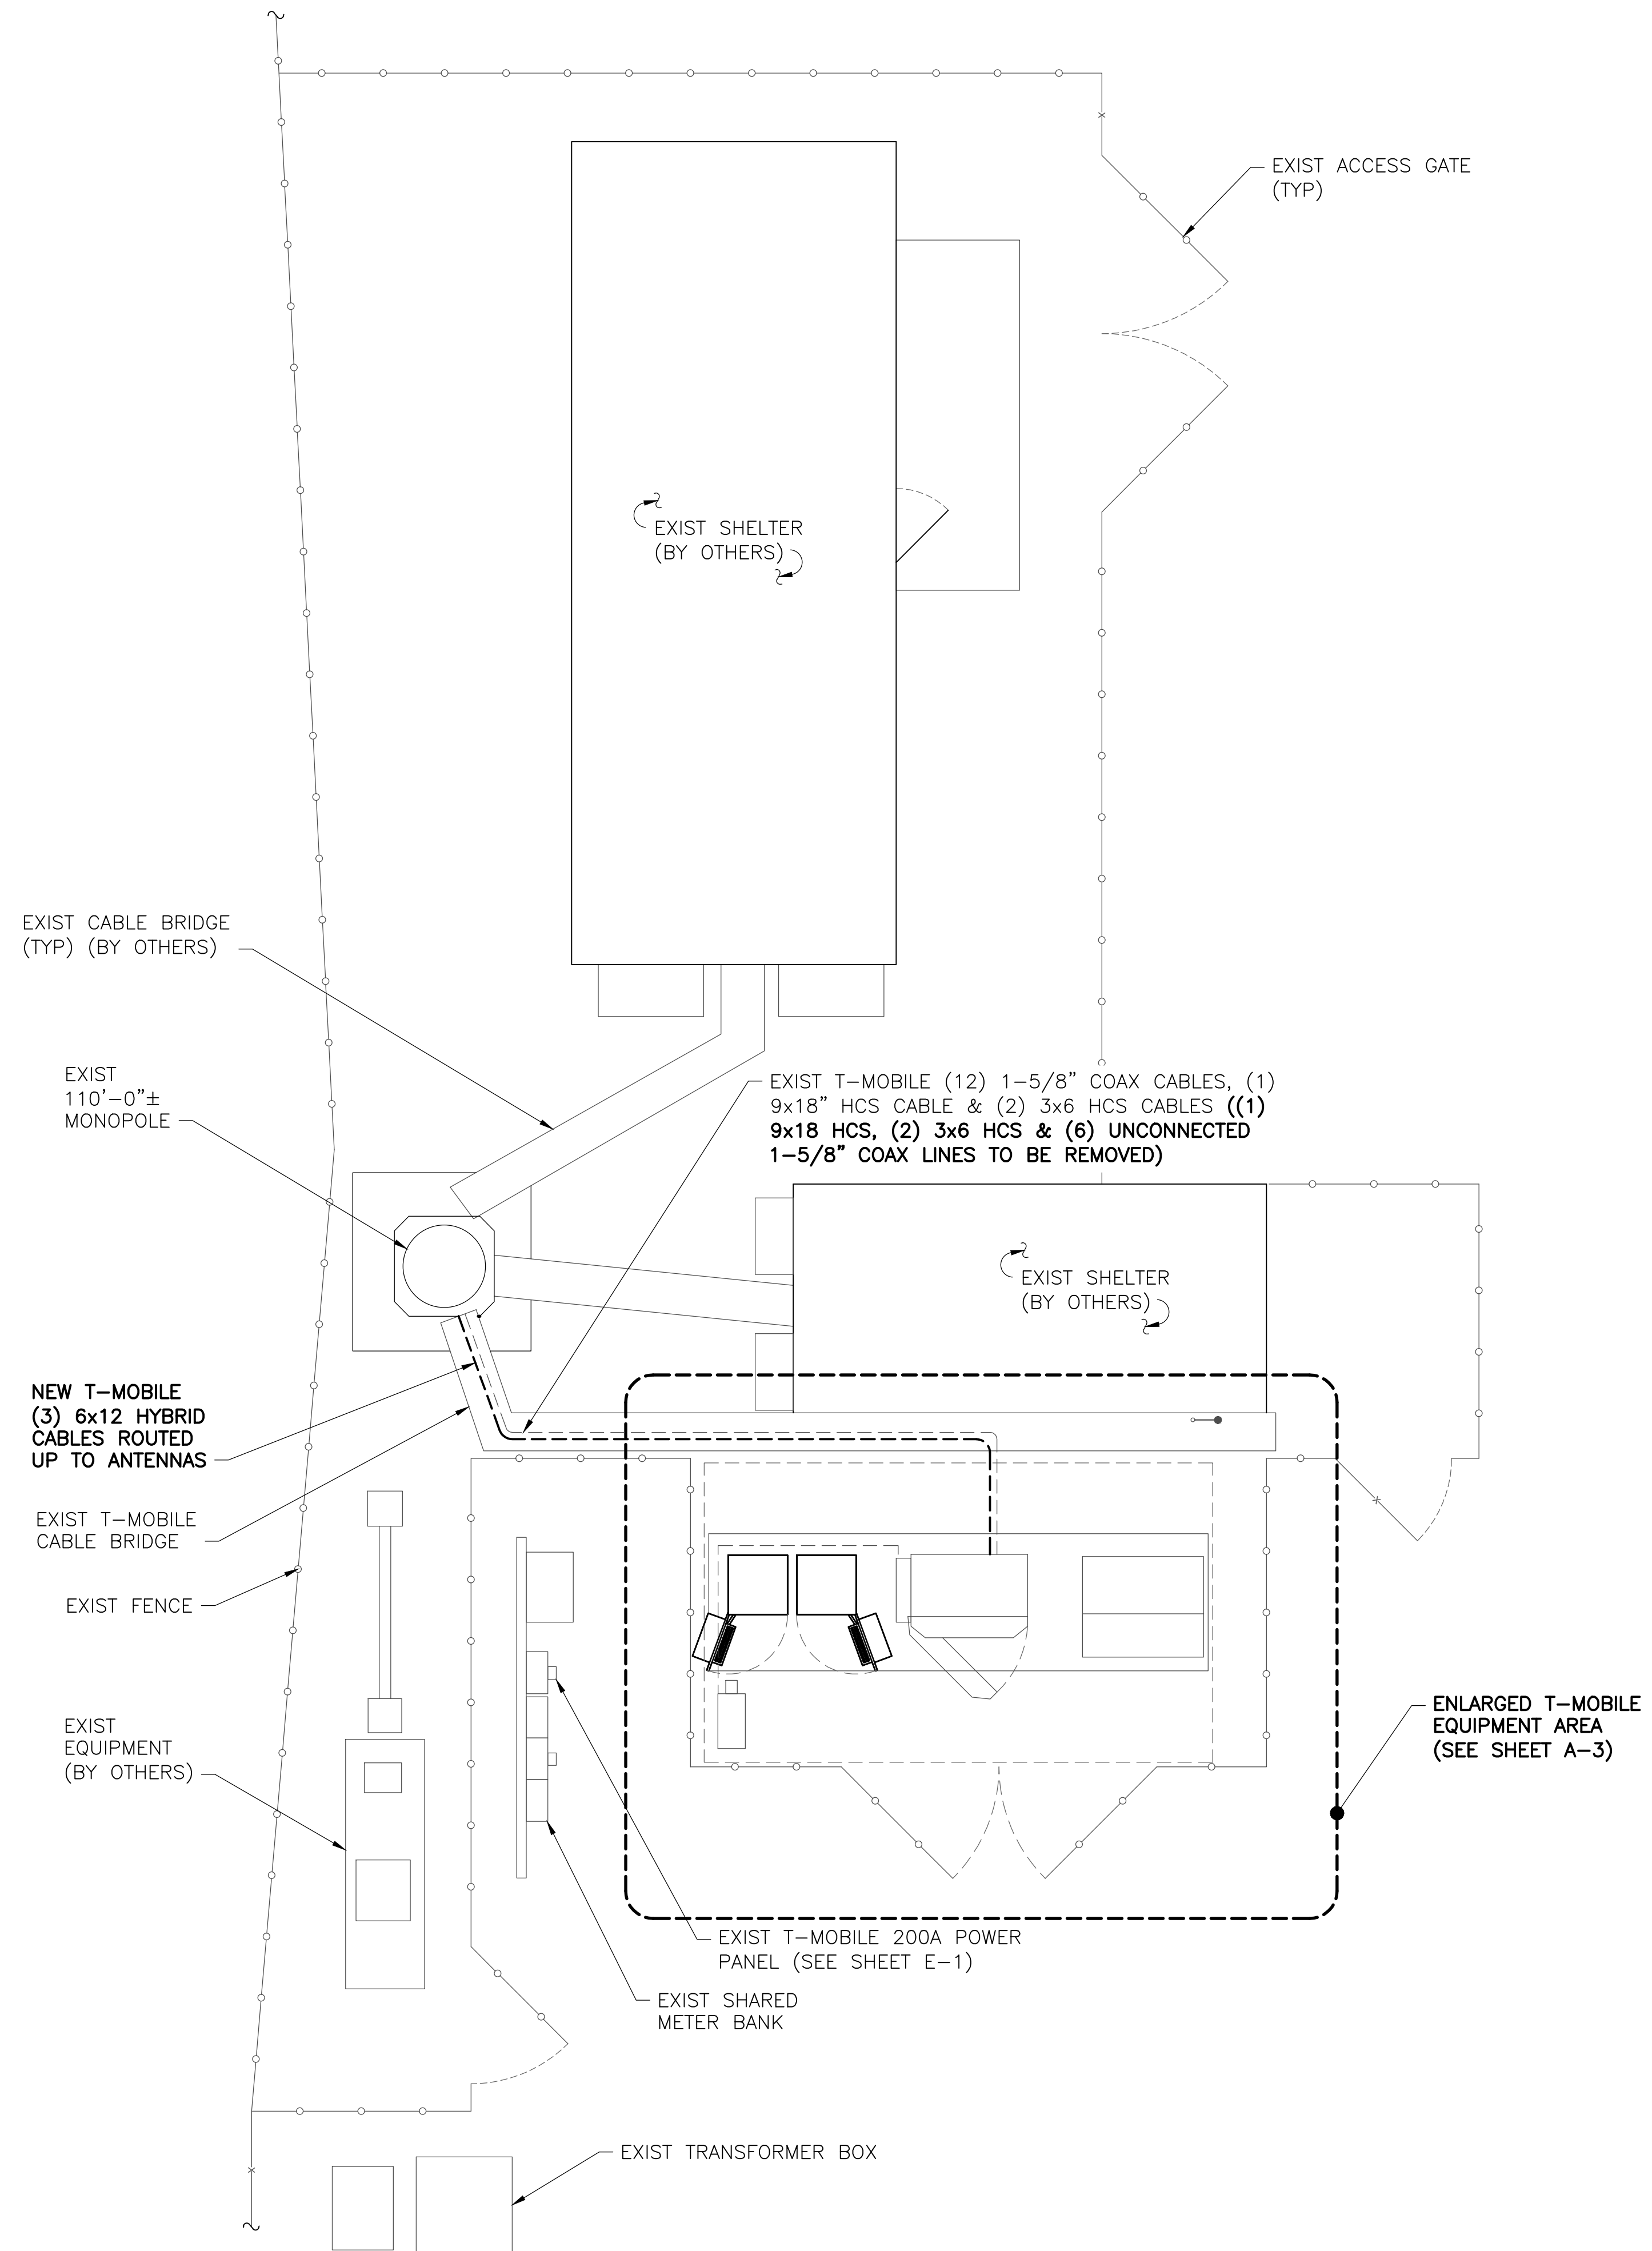 EXIST ACCESS GATE
(TYP)
EXIST SHELTER
(BY OTHERS)
EXIST CABLE BRIDGE
(TYP) (BY OTHERS)
EXIST
110'-0"±
MONOPOLE
EXIST T-MOBILE (12) 1-5/8" COAX CABLES, (1)
9x18" HCS CABLE & (2) 3x6 HCS CABLES ((1)
9x18 HCS, (2) 3x6 HCS & (6) UNCONNECTED
1-5/8" COAX LINES TO BE REMOVED)
EXIST SHELTER
(BY OTHERS)
NEW T-MOBILE
(3) 6x12 HYBRID
CABLES ROUTED
UP TO ANTENNAS
EXIST T-MOBILE
CABLE BRIDGE
EXIST FENCE
EXIST
EQUIPMENT
(BY OTHERS)
ENLARGED T-MOBILE
EQUIPMENT AREA
(SEE SHEET A-3)
EXIST T-MOBILE 200A POWER
PANEL (SEE SHEET E-1)
EXIST SHARED
METER BANK
EXIST TRANSFORMER BOX